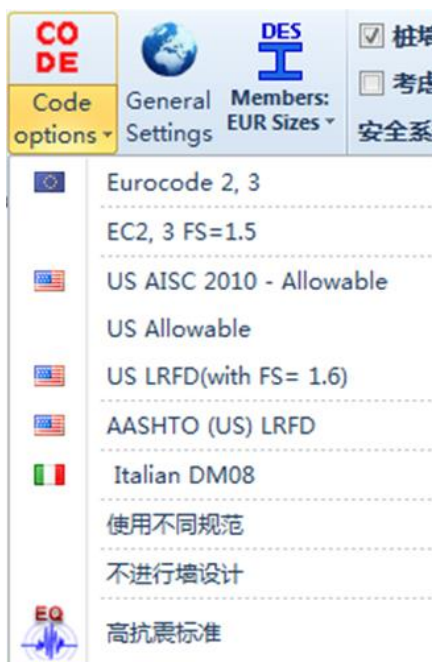 CO
DE
Code
options
General
Settings
DES
Members:
EUR Sizes
桩墙
考虑
安全系
Eurocode 2, 3
EC2, 3 FS=1.5
US AISC 2010 - Allowable
US Allowable
US LRFD(with FS= 1.6)
AASHTO (US) LRFD
Italian DM08
使用不同规范
不进行墙设计
EQ
高抗震标准